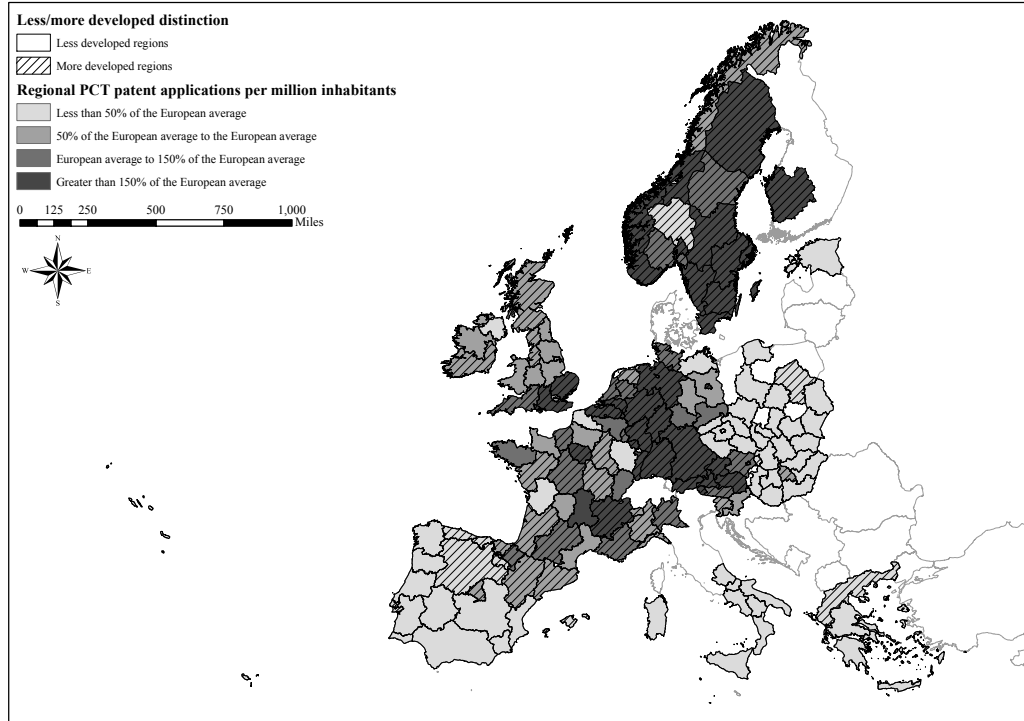 Less/more developed distinction
Less developed regions
More developed regions
Regional PCT patent applications per million inhabitants
Less than 50% of the European average
50% of the European average to the European average
European average to 150% of the European average
Greater than 150% of the European average
0 125 250 500 750 1,000
Miles
N
W E
S